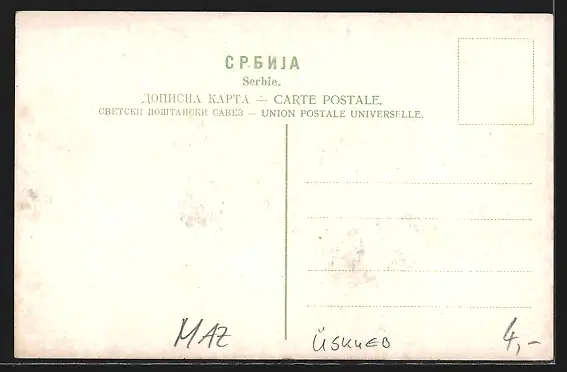 СРБИЈА
Serbie.
ДОПИСНА КАРТА — CARTE POSTALE.
СВЕТСКИ ПОШТАНСКИ САВЕЗ — UNION POSTALE UNIVERSELLE.
MAZ
ÜSKUEB
4,-